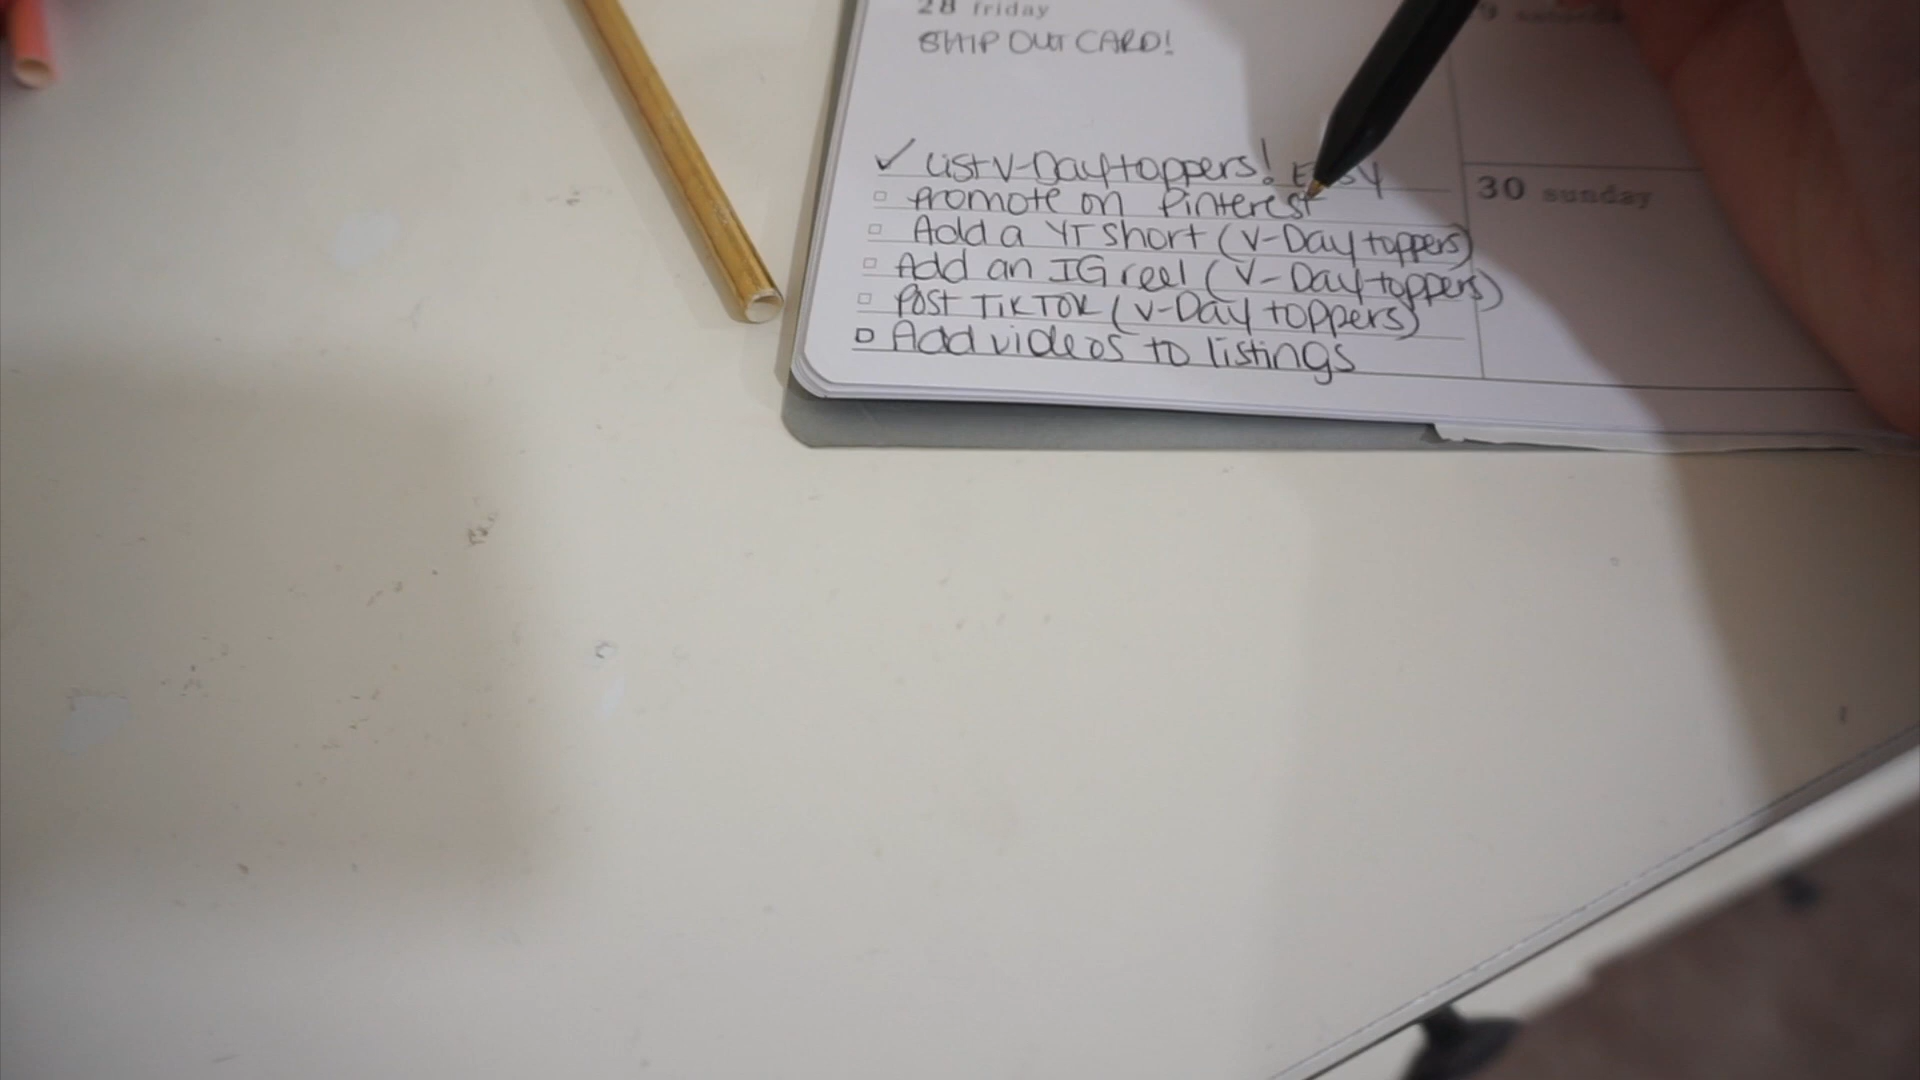 28 friday
SHIP OUT CARD!
✓ List V-Day toppers!
□ Promote on Pinterest
□ Add a YT short (V-Day toppers)
□ Add an IG reel (V-Day toppers)
□ Post TikTok (V-Day toppers)
□ Add videos to listings
30 sunday